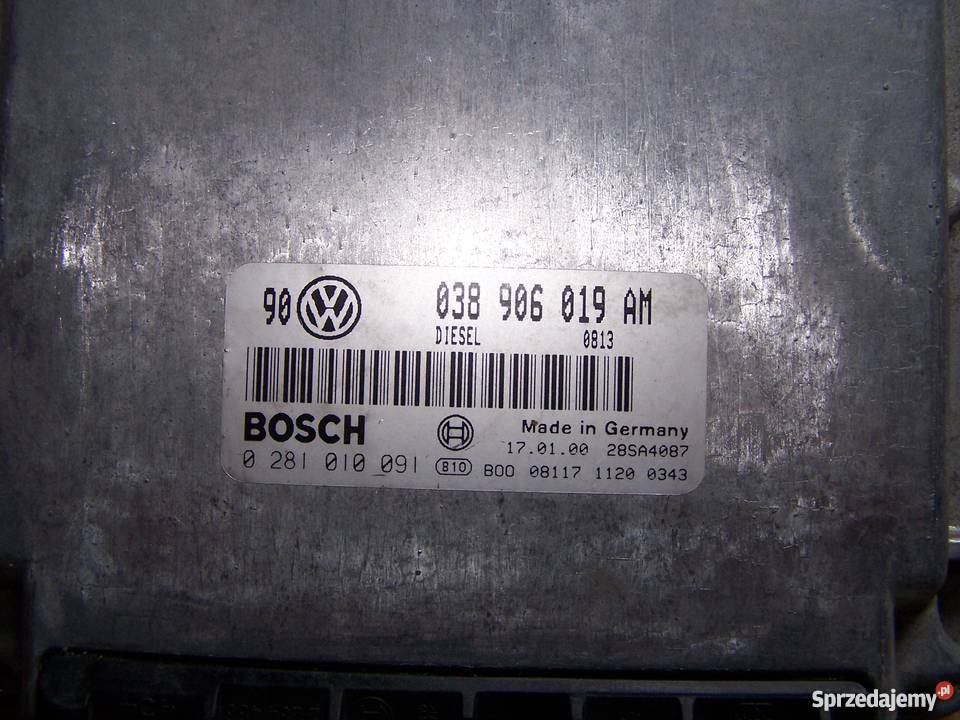 90 VW 038 906 019 AM
DIESEL 0813
BOSCH Made in Germany
17.01.00 28SA4087
0 281 010 091 B10 B00 08117 1120 0343
Sprzedajemy.pl